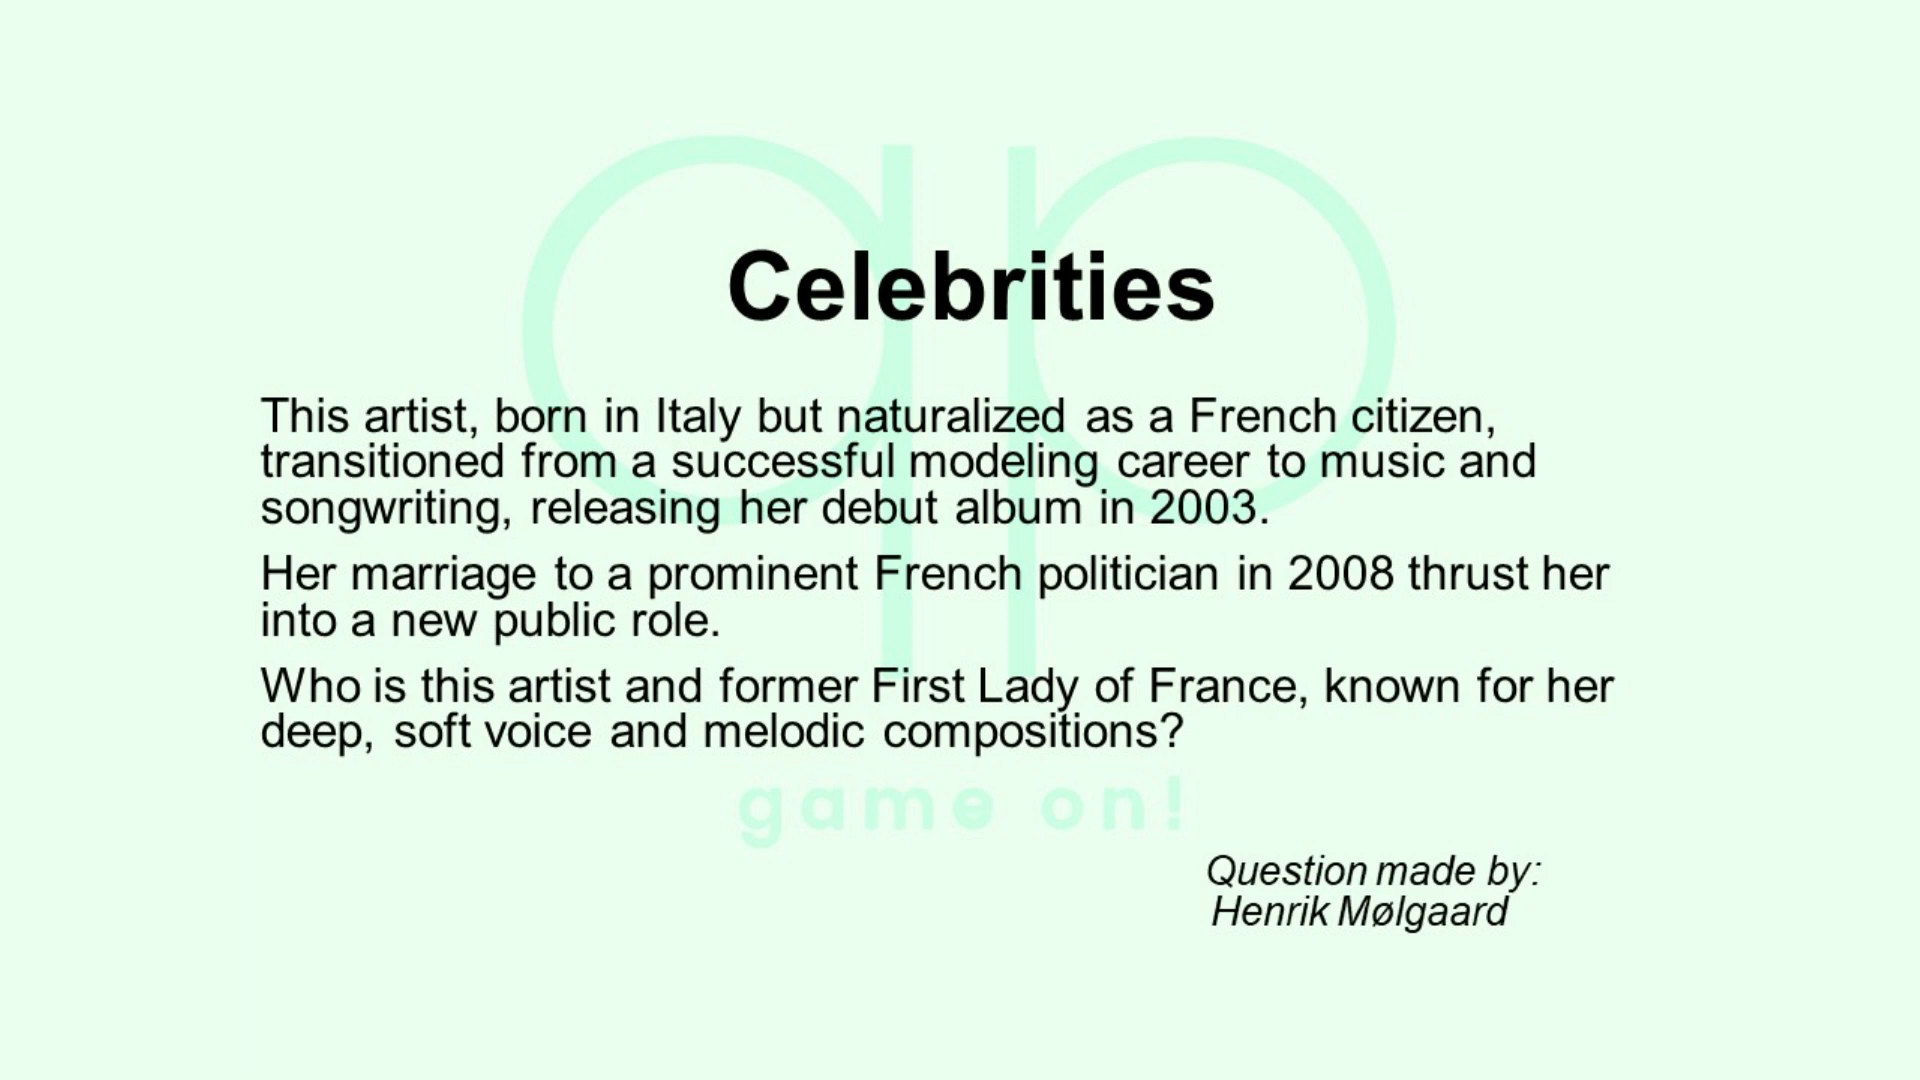 Celebrities
This artist, born in Italy but naturalized as a French citizen,
transitioned from a successful modeling career to music and
songwriting, releasing her debut album in 2003.
Her marriage to a prominent French politician in 2008 thrust her
into a new public role.
Who is this artist and former First Lady of France, known for her
deep, soft voice and melodic compositions?
game on!
Question made by:
Henrik Mølgaard